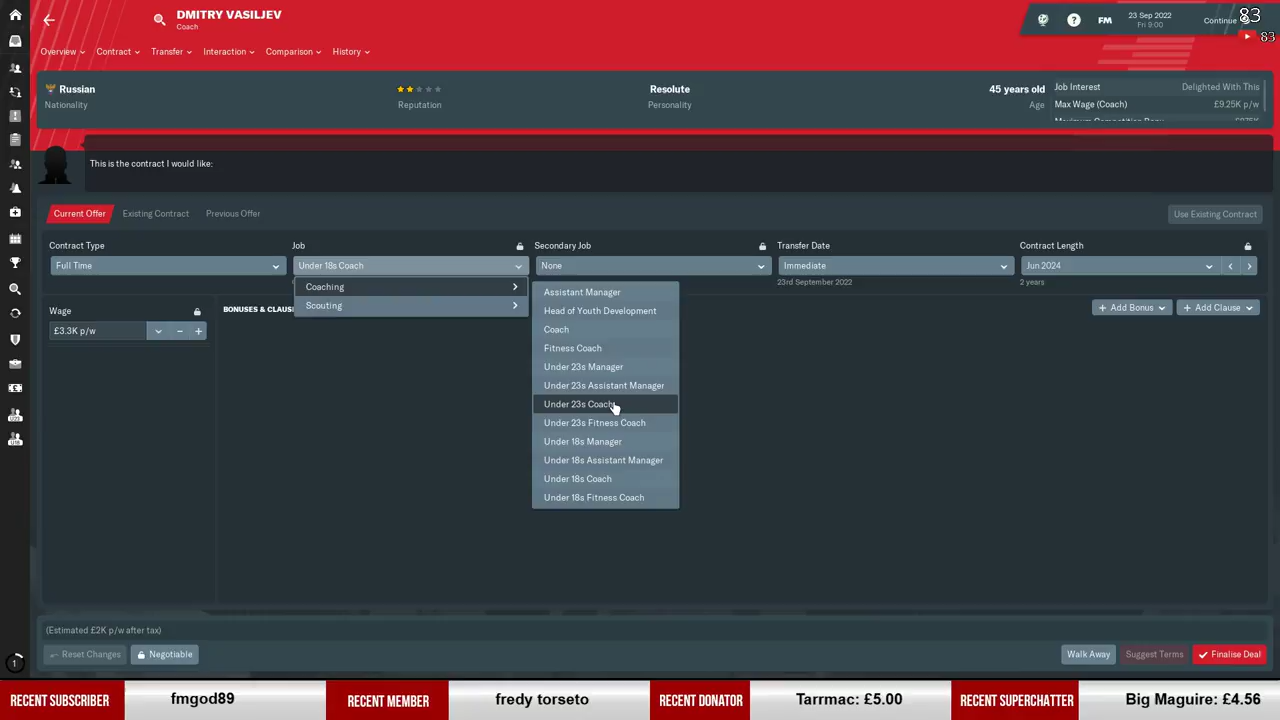 DMITRY VASILJEV
Coach
FM
23 Sep 2022
Fri 9:00
Continue
83
83
Overview
Contract
Transfer
Interaction
Comparison
History
Russian
Nationality
Reputation
Resolute
Personality
45 years old
Age
Job Interest
Delighted With This
Max Wage (Coach)
£9.25K p/w
This is the contract I would like:
Current Offer
Existing Contract
Previous Offer
Use Existing Contract
Contract Type
Full Time
Job
Under 18s Coach
Secondary Job
None
Transfer Date
Immediate
23rd September 2022
Contract Length
Jun 2024
2 years
Coaching
Scouting
Assistant Manager
Head of Youth Development
Coach
Fitness Coach
Under 23s Manager
Under 23s Assistant Manager
Under 23s Coach
Under 23s Fitness Coach
Under 18s Manager
Under 18s Assistant Manager
Under 18s Coach
Under 18s Fitness Coach
Wage
£3.3K p/w
BONUSES & CLAUS
Add Bonus
Add Clause
(Estimated £2K p/w after tax)
Reset Changes
Negotiable
Walk Away
Suggest Terms
Finalise Deal
1
RECENT SUBSCRIBER
fmgod89
RECENT MEMBER
fredy torseto
RECENT DONATOR
Tarrmac: £5.00
RECENT SUPERCHATTER
Big Maguire: £4.56